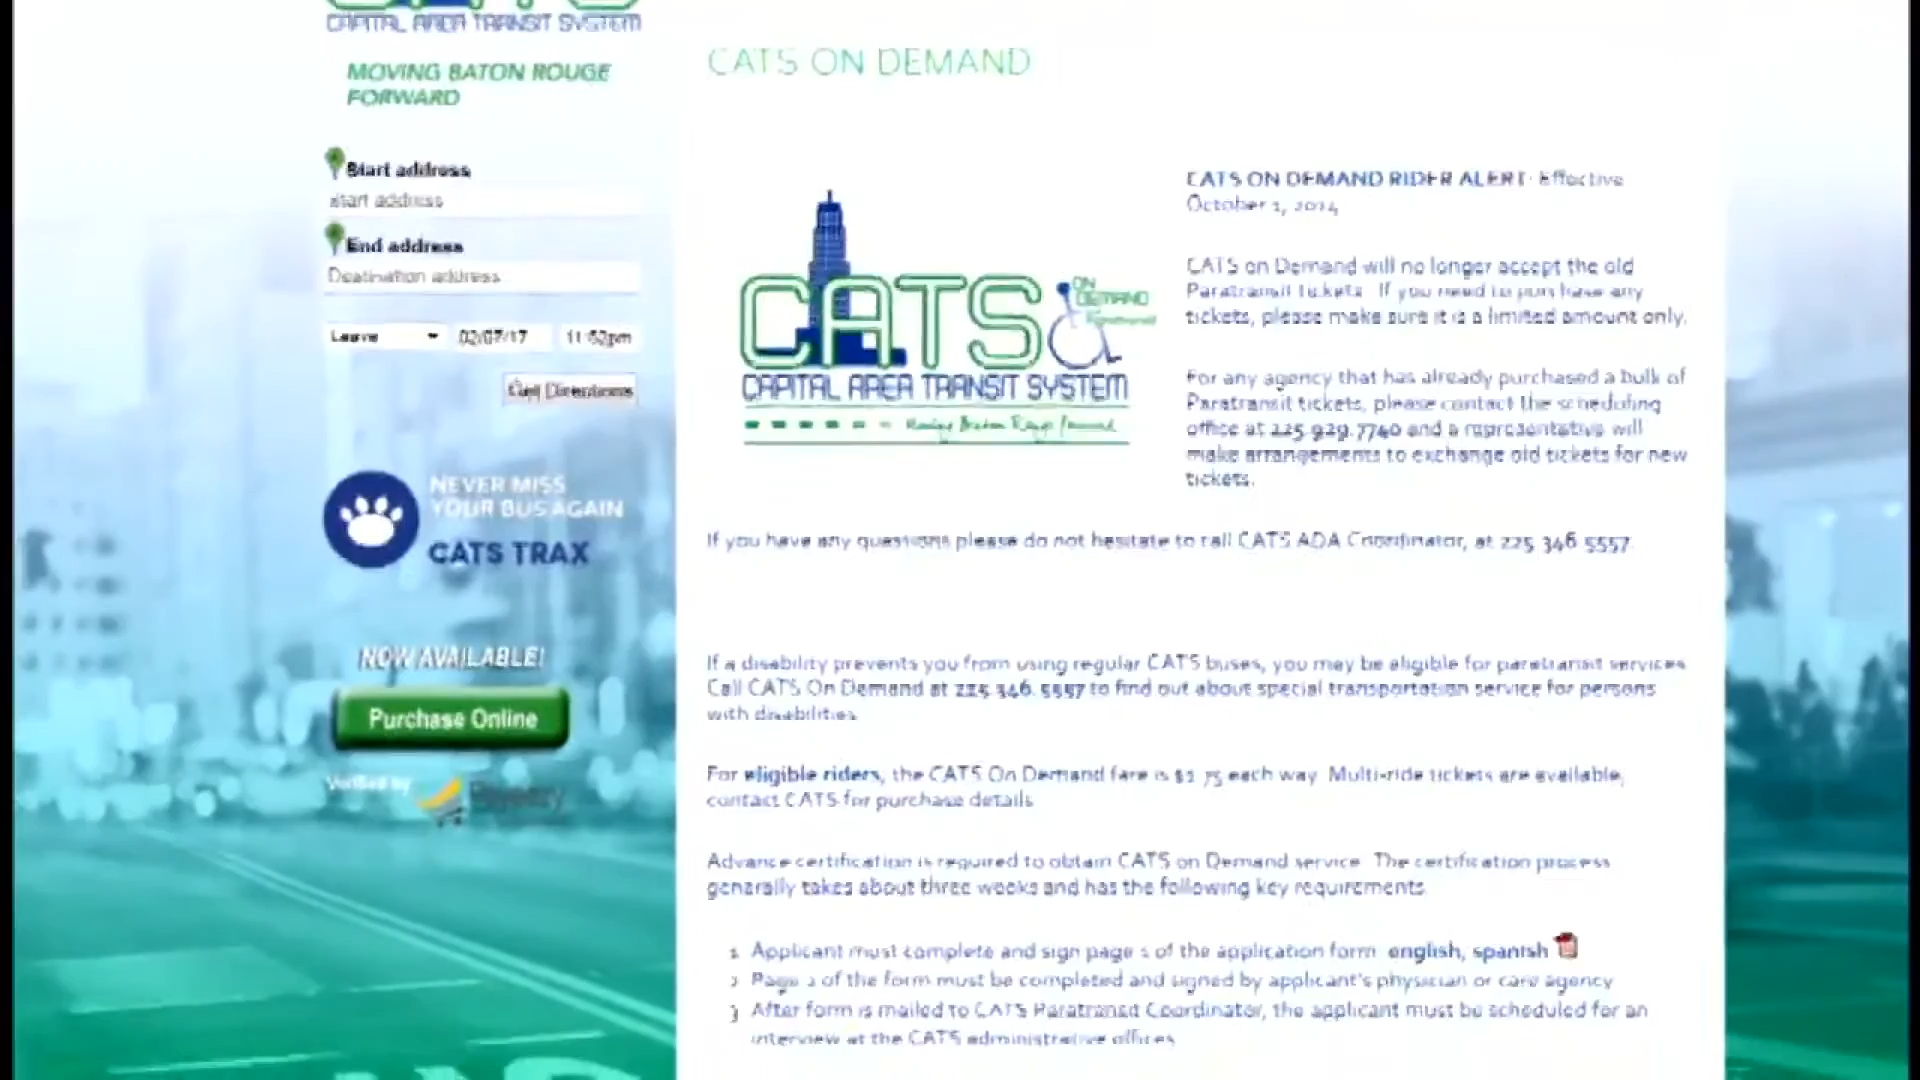 CAPITAL AREA TRANSIT SYSTEM
MOVING BATON ROUGE
FORWARD
Start address
start address
End address
Destination address
Leave 02/07/17 11:52pm
Get Directions
NEVER MISS
YOUR BUS AGAIN
CATS TRAX
NOW AVAILABLE!
Purchase Online
Verified by
CATS ON DEMAND
CATS
ON
DEMAND
Paratransit
CAPITAL AREA TRANSIT SYSTEM
Moving Baton Rouge Forward
CATS ON DEMAND RIDER ALERT: Effective
October 1, 2014
CATS on Demand will no longer accept the old
Paratransit tickets. If you need to purchase any
tickets, please make sure it is a limited amount only.
For any agency that has already purchased a bulk of
Paratransit tickets, please contact the scheduling
office at 225.929.7740 and a representative will
make arrangements to exchange old tickets for new
tickets.
If you have any questions please do not hesitate to call CATS ADA Coordinator, at 225.346.5557.
If a disability prevents you from using regular CATS buses, you may be eligible for paratransit services.
Call CATS On Demand at 225.346.5557 to find out about special transportation service for persons
with disabilities.
For eligible riders, the CATS On Demand fare is $1.75 each way. Multi-ride tickets are available;
contact CATS for purchase details.
Advance certification is required to obtain CATS on Demand service. The certification process
generally takes about three weeks and has the following key requirements.
1. Applicant must complete and sign page 1 of the application form. english, spanish
2. Page 2 of the form must be completed and signed by applicant's physician or care agency
3. After form is mailed to CATS Paratransit Coordinator, the applicant must be scheduled for an
interview at the CATS administrative offices